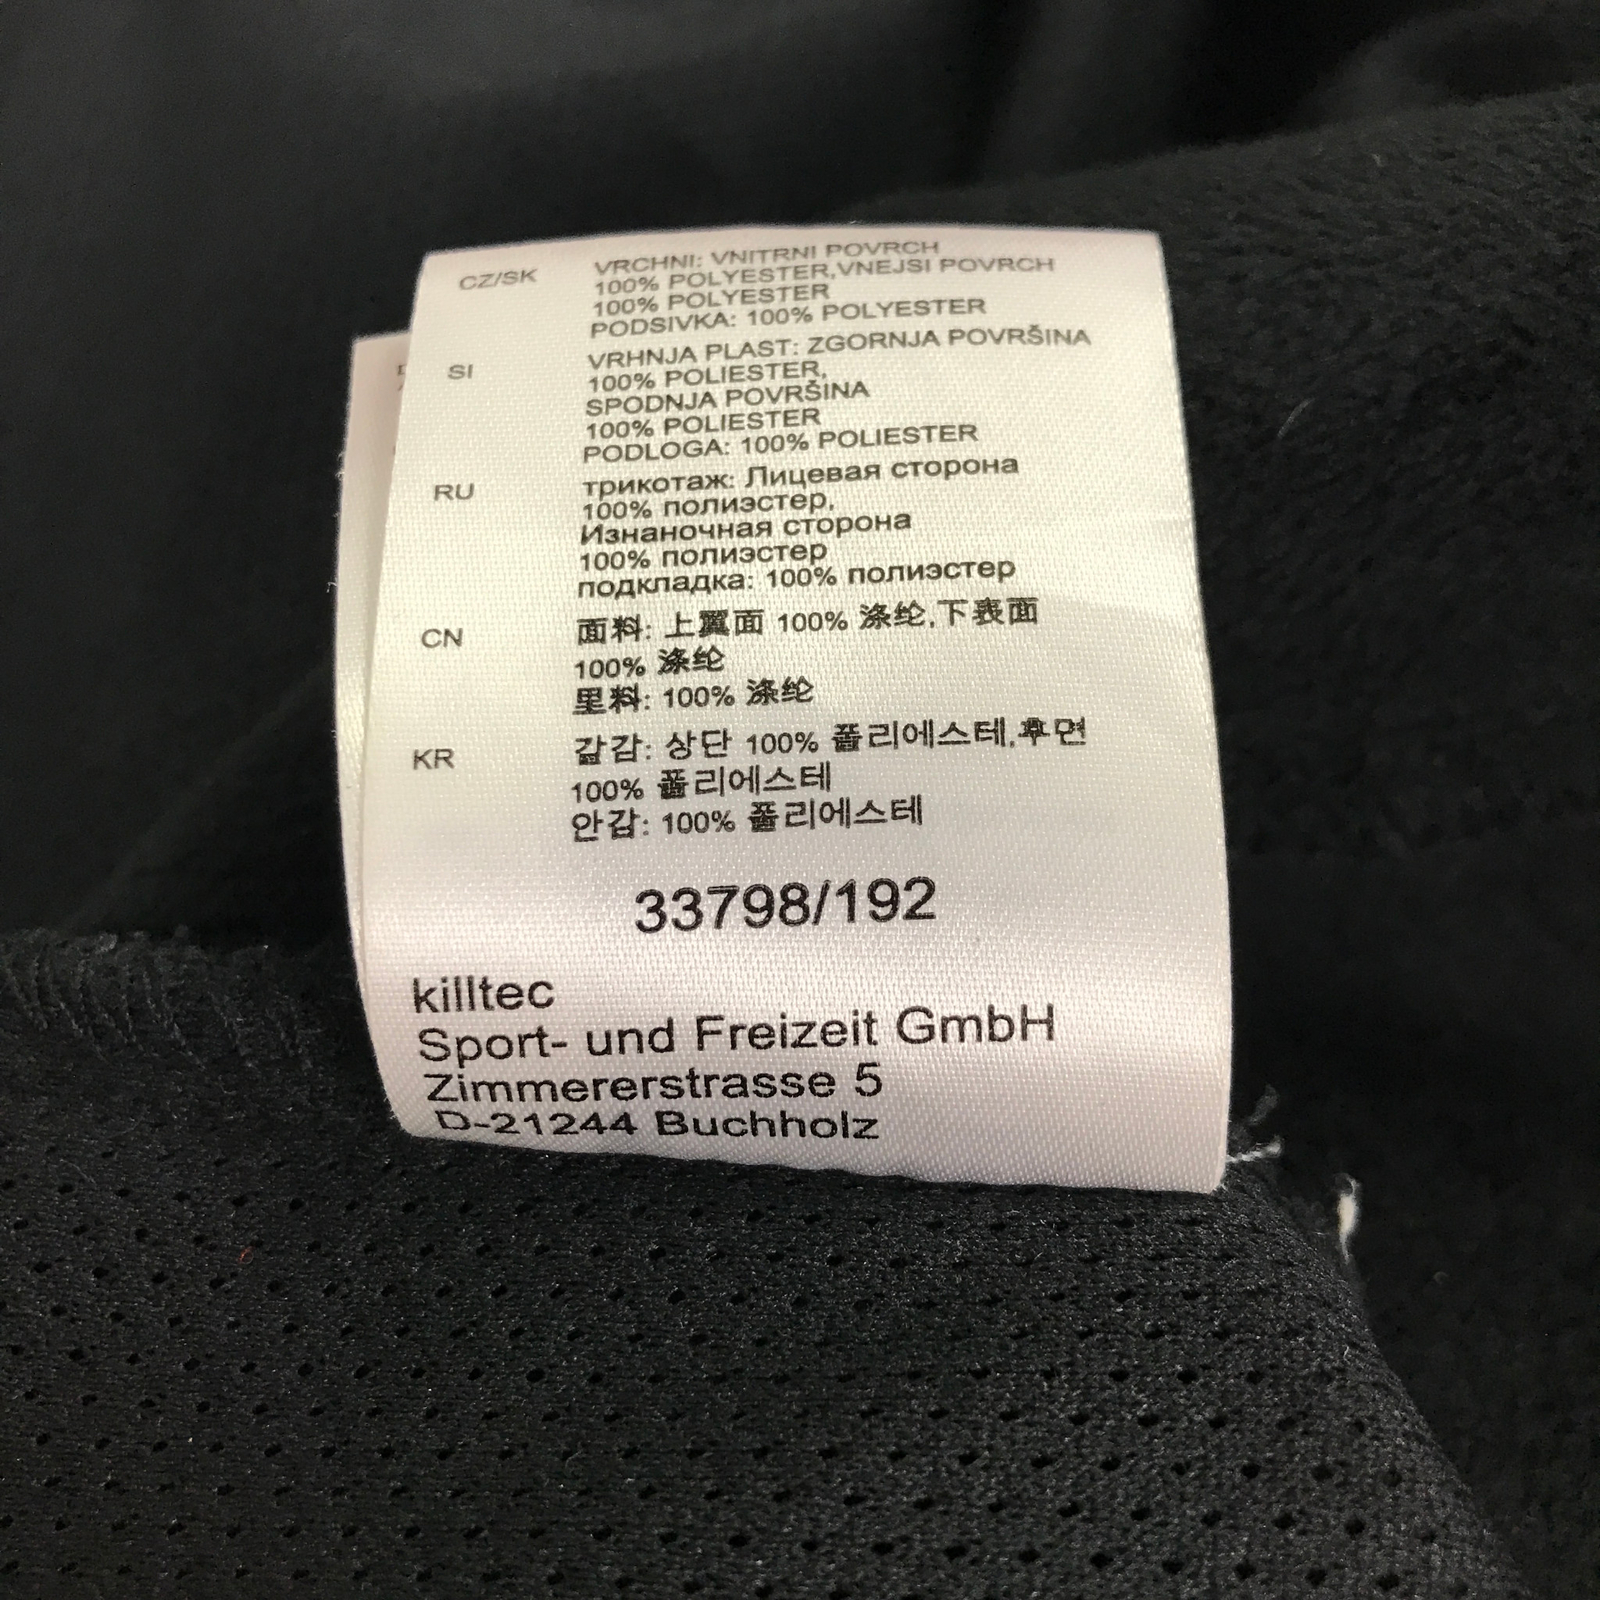 CZ/SK VRCHNI: VNITRNI POVRCH
100% POLYESTER,VNEJSI POVRCH
100% POLYESTER
PODSIVKA: 100% POLYESTER
SI VRHNJA PLAST: ZGORNJA POVRŠINA
100% POLIESTER,
SPODNJA POVRŠINA
100% POLIESTER
PODLOGA: 100% POLIESTER
RU трикотаж: Лицевая сторона
100% полиэстер,
Изнаночная сторона
100% полиэстер
подкладка: 100% полиэстер
CN 面料: 上翼面 100% 涤纶,下表面
100% 涤纶
里料: 100% 涤纶
KR 겉감: 상단 100% 폴리에스테,후면
100% 폴리에스테
안감: 100% 폴리에스테
33798/192
killtec
Sport- und Freizeit GmbH
Zimmererstrasse 5
D-21244 Buchholz